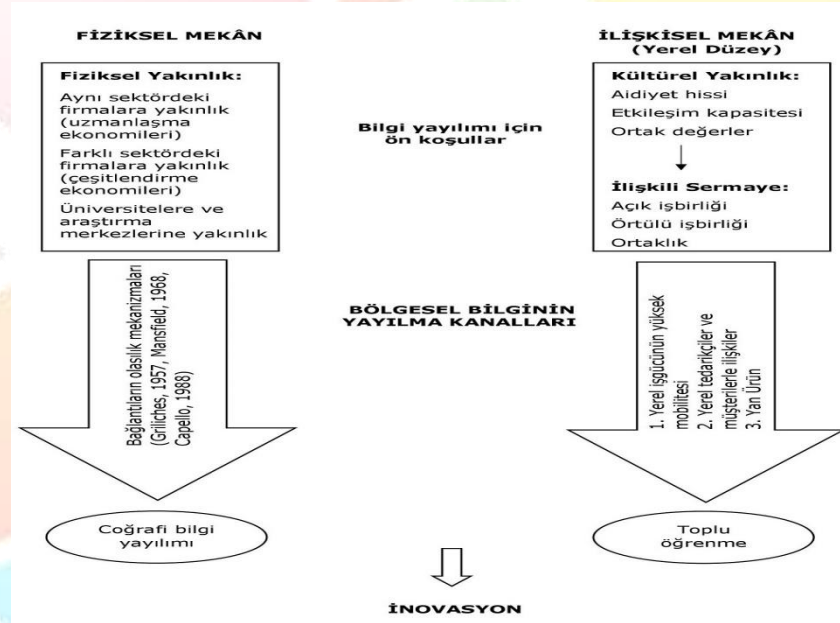 FİZİKSEL MEKÂN
Fiziksel Yakınlık:
Aynı sektördeki
firmalara yakınlık
(uzmanlaşma
ekonomileri)
Farklı sektördeki
firmalara yakınlık
(çeşitlendirme
ekonomileri)
Üniversitelere ve
araştırma
merkezlerine yakınlık
Bağlantıların olasılık mekanizmaları
(Griliches, 1957, Mansfield, 1968,
Capello, 1988)
Coğrafi bilgi
yayılımı
Bilgi yayılımı için
ön koşullar
BÖLGESEL BİLGİNİN
YAYILMA KANALLARI
İLİŞKİSEL MEKÂN
(Yerel Düzey)
Kültürel Yakınlık:
Aidiyet hissi
Etkileşim kapasitesi
Ortak değerler
İlişkili Sermaye:
Açık işbirliği
Örtülü işbirliği
Ortaklık
1. Yerel işgücünün yüksek
mobilitesi
2. Yerel tedarikçiler ve
müşterilerle ilişkiler
3. Yan Ürün
Toplu
öğrenme
İNOVASYON